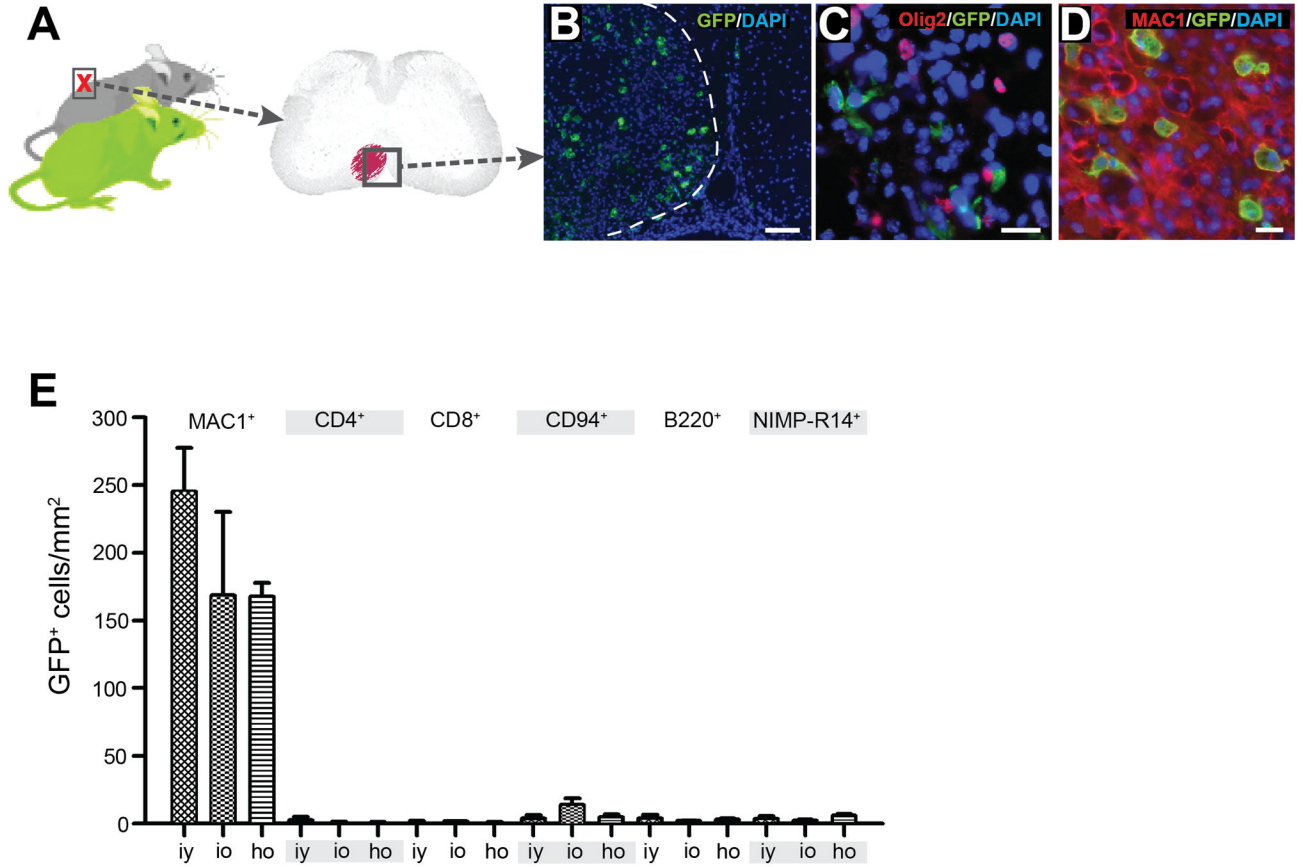 A
X
B
GFP/DAPI
C
Olig2/GFP/DAPI
D
MAC1/GFP/DAPI
E
GFP⁺ cells/mm²
300
250
200
150
100
50
0
MAC1⁺ CD4⁺ CD8⁺ CD94⁺ B220⁺ NIMP-R14⁺
iy io ho iy io ho iy io ho iy io ho iy io ho iy io ho